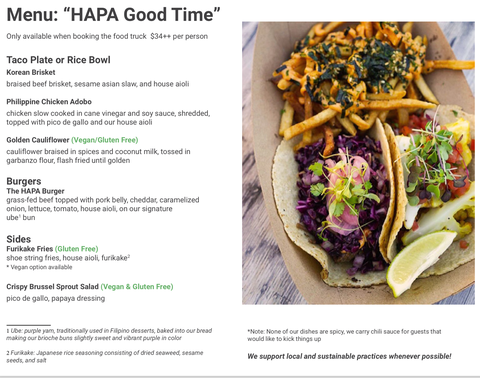 Menu: “HAPA Good Time”
Only available when booking the food truck $34++ per person
Taco Plate or Rice Bowl
Korean Brisket
braised beef brisket, sesame asian slaw, and house aioli
Philippine Chicken Adobo
chicken slow cooked in cane vinegar and soy sauce, shredded,
topped with pico de gallo and our house aioli
Golden Cauliflower (Vegan/Gluten Free)
cauliflower braised in spices and coconut milk, tossed in
garbanzo flour, flash fried until golden
Burgers
The HAPA Burger
grass-fed beef topped with pork belly, cheddar, caramelized
onion, lettuce, tomato, house aioli, on our signature
ube¹ bun
Sides
Furikake Fries (Gluten Free)
shoe string fries, house aioli, furikake²
* Vegan option available
Crispy Brussel Sprout Salad (Vegan & Gluten Free)
pico de gallo, papaya dressing
1 Ube: purple yam, traditionally used in Filipino desserts, baked into our bread
making our brioche buns slightly sweet and vibrant purple in color
2 Furikake: Japanese rice seasoning consisting of dried seaweed, sesame
seeds, and salt
*Note: None of our dishes are spicy, we carry chili sauce for guests that
would like to kick things up
We support local and sustainable practices whenever possible!